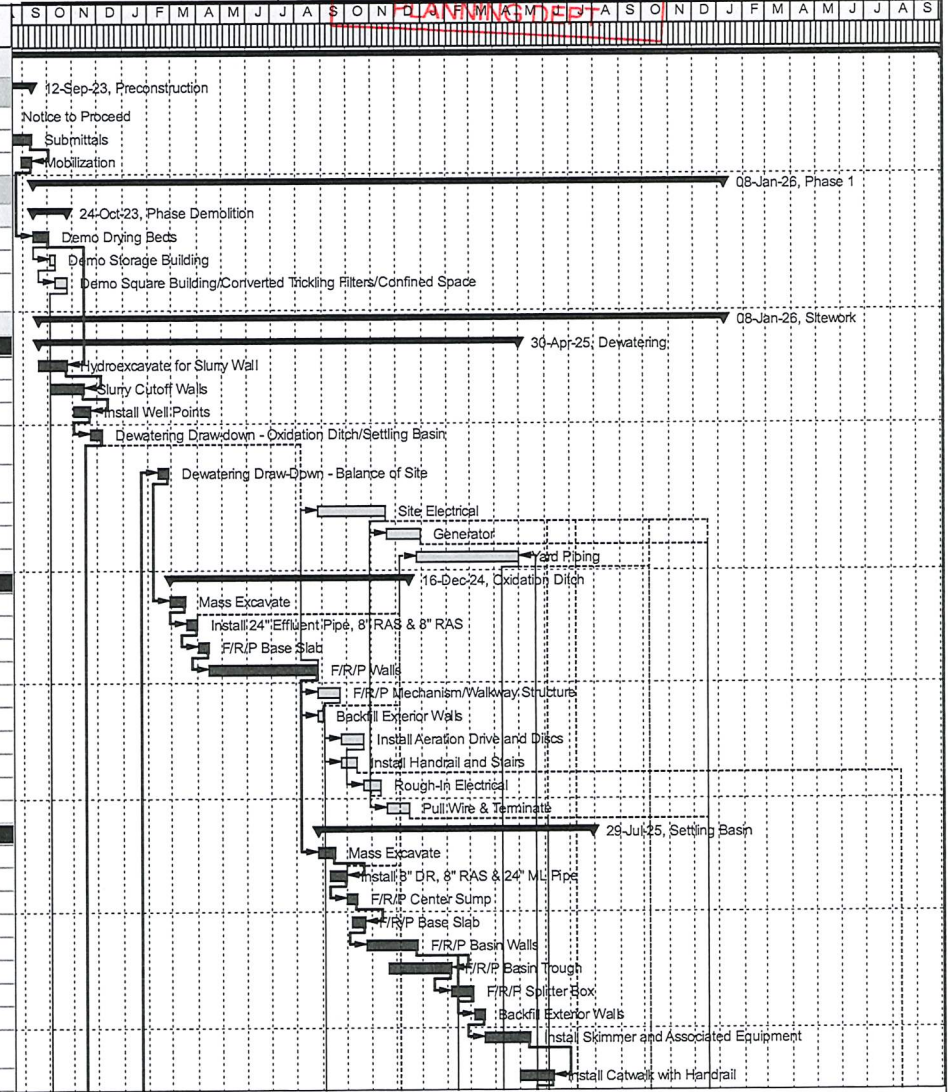 S O N D J F M A M J J A S O N D J F M A M J J A S O N D J F M A M J J A S
PLANNING DEPT
12-Sep-23, Preconstruction
Notice to Proceed
Submittals
Mobilization
08-Jan-26, Phase 1
24-Oct-23, Phase Demolition
Demo Drying Beds
Demo Storage Building
Demo Square Building/Converted Trickling Filters/Confined Space
08-Jan-26, Sitework
30-Apr-25, Dewatering
Hydroexcavate for Slurry Wall
Slurry Cutoff Walls
Install Well Points
Dewatering Draw-down - Oxidation Ditch/Settling Basin
Dewatering Draw-Down - Balance of Site
Site Electrical
Generator
Yard Piping
16-Dec-24, Oxidation Ditch
Mass Excavate
Install 24" Effluent Pipe, 8" RAS & 8" RAS
F/R/P Base Slab
F/R/P Walls
F/R/P Mechanism/Walkway Structure
Backfill Exterior Walls
Install Aeration Drive and Discs
Install Handrail and Stairs
Rough-In Electrical
Pull Wire & Terminate
29-Jul-25, Settling Basin
Mass Excavate
Install 8" DR, 8" RAS & 24" ML Pipe
F/R/P Center Sump
F/R/P Base Slab
F/R/P Basin Walls
F/R/P Basin Trough
F/R/P Splitter Box
Backfill Exterior Walls
Install Skimmer and Associated Equipment
Install Catwalk with Handrail